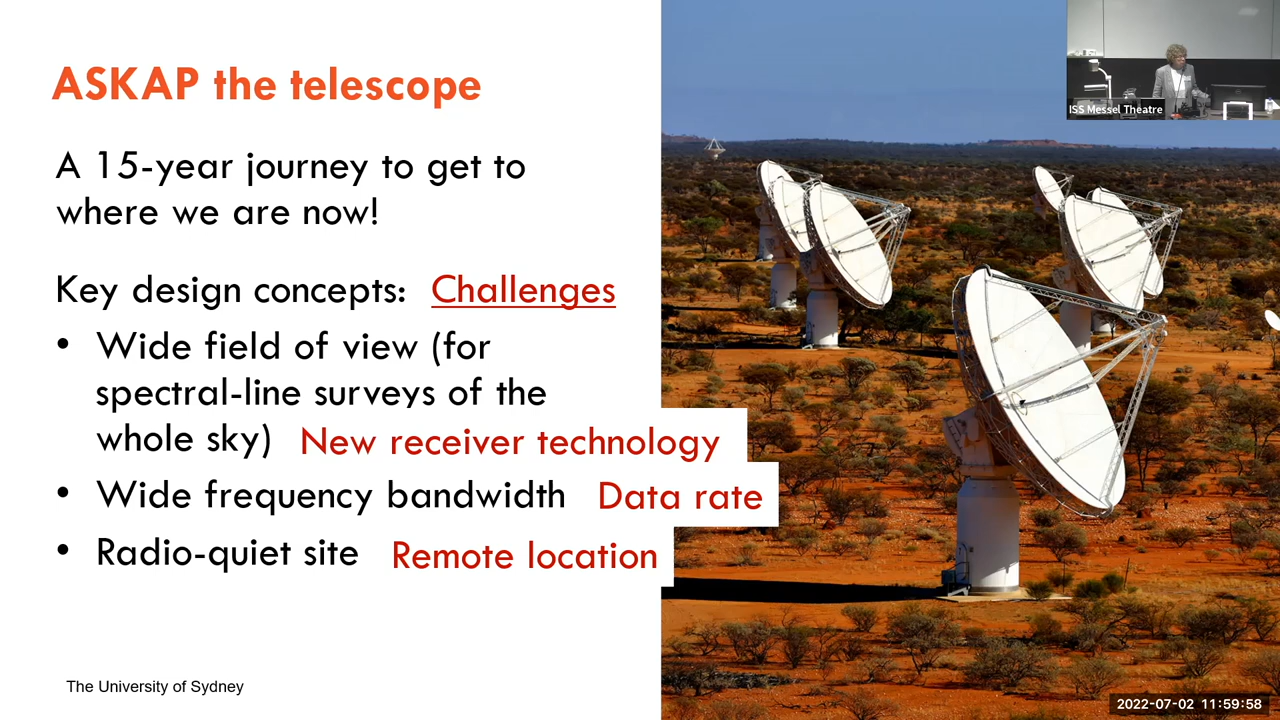 ASKAP the telescope
ISS Messel Theatre
A 15-year journey to get to
where we are now!
Key design concepts: Challenges
• Wide field of view (for
spectral-line surveys of the
whole sky) New receiver technology
• Wide frequency bandwidth Data rate
• Radio-quiet site Remote location
The University of Sydney
2022-07-02 11:59:58